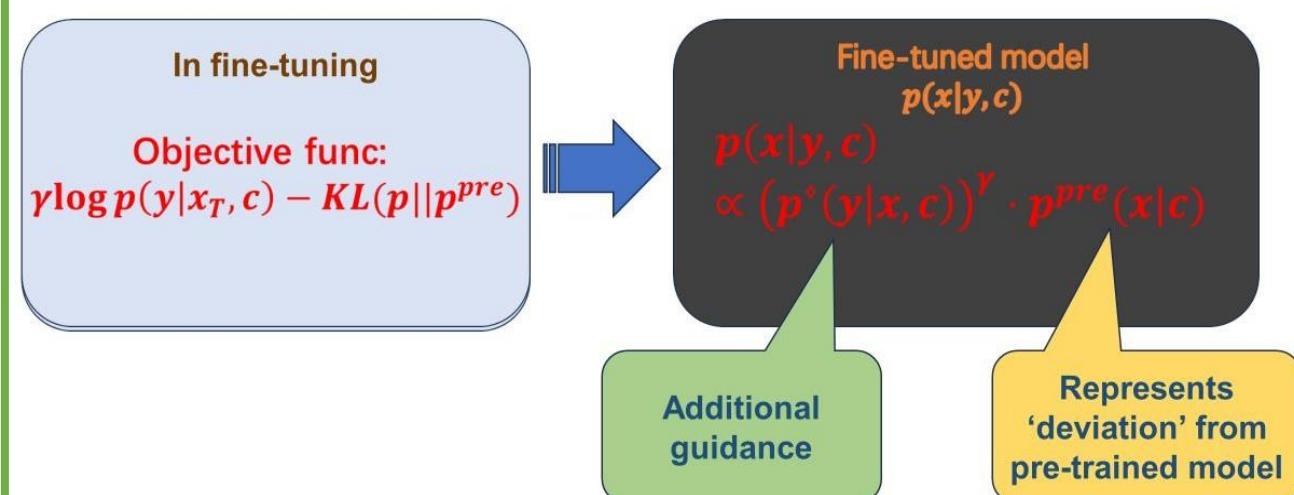 In fine-tuning
Objective func:
γlog p(y|x_T, c) − KL(p||p^{pre})
Fine-tuned model
p(x|y, c)
p(x|y, c)
∝ (p^∘(y|x, c))^γ · p^{pre}(x|c)
Additional
guidance
Represents
‘deviation’ from
pre-trained model